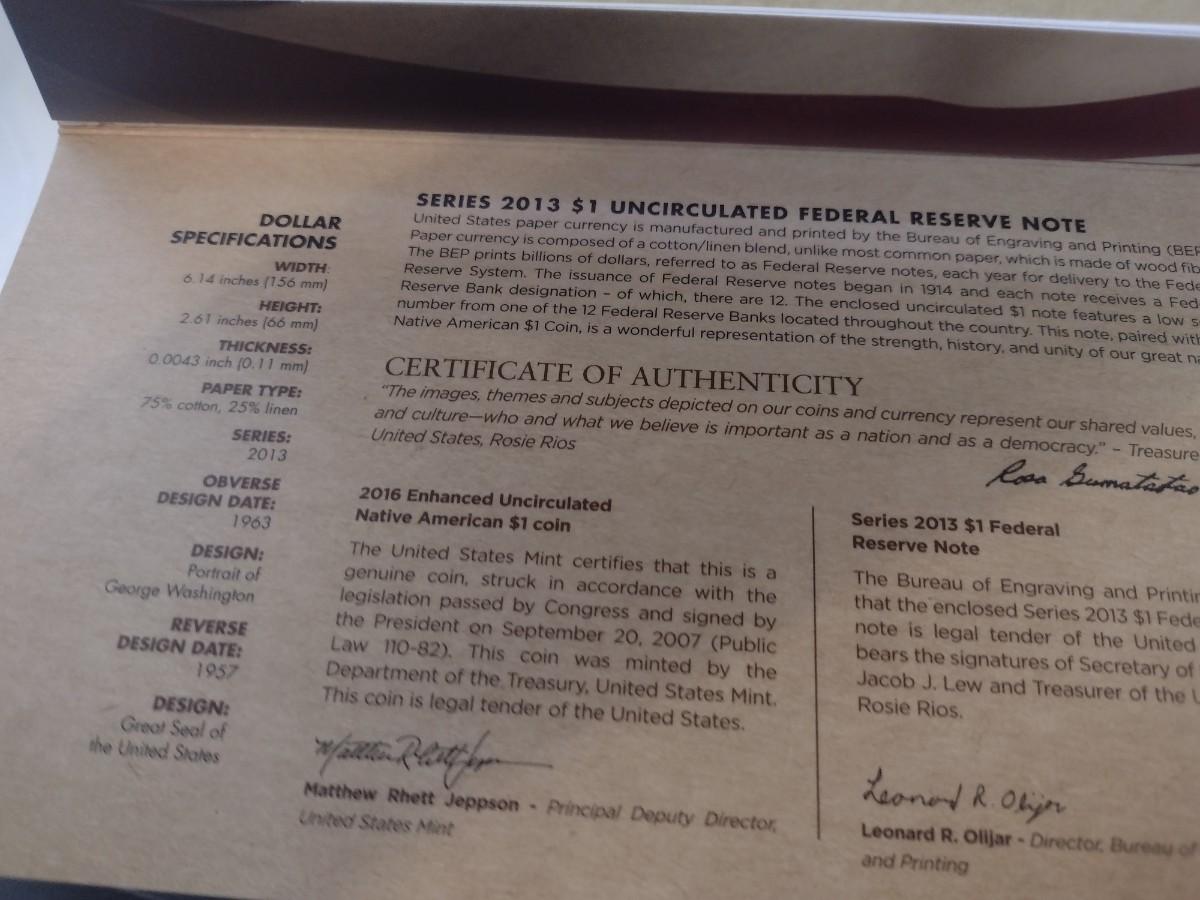 DOLLAR
SPECIFICATIONS
WIDTH:
6.14 inches (156 mm)
HEIGHT:
2.61 inches (66 mm)
THICKNESS:
0.0043 inch (0.11 mm)
PAPER TYPE:
75% cotton, 25% linen
SERIES:
2013
OBVERSE
DESIGN DATE:
1963
DESIGN:
Portrait of
George Washington
REVERSE
DESIGN DATE:
1957
DESIGN:
Great Seal of
the United States
SERIES 2013 $1 UNCIRCULATED FEDERAL RESERVE NOTE
United States paper currency is manufactured and printed by the Bureau of Engraving and Printing (BEP
Paper currency is composed of a cotton/linen blend, unlike most common paper, which is made of wood fib
The BEP prints billions of dollars, referred to as Federal Reserve notes, each year for delivery to the Fede
Reserve System. The issuance of Federal Reserve notes began in 1914 and each note receives a Fed
Reserve Bank designation – of which, there are 12. The enclosed uncirculated $1 note features a low s
number from one of the 12 Federal Reserve Banks located throughout the country. This note, paired with
Native American $1 Coin, is a wonderful representation of the strength, history, and unity of our great na
CERTIFICATE OF AUTHENTICITY
“The images, themes and subjects depicted on our coins and currency represent our shared values,
and culture—who and what we believe is important as a nation and as a democracy.” – Treasure
United States, Rosie Rios
Rosa Gumataotao
2016 Enhanced Uncirculated
Native American $1 coin
The United States Mint certifies that this is a
genuine coin, struck in accordance with the
legislation passed by Congress and signed by
the President on September 20, 2007 (Public
Law 110-82). This coin was minted by the
Department of the Treasury, United States Mint.
This coin is legal tender of the United States.
Matthew Rhett Jeppson
Matthew Rhett Jeppson - Principal Deputy Director,
United States Mint
Series 2013 $1 Federal
Reserve Note
The Bureau of Engraving and Printin
that the enclosed Series 2013 $1 Fede
note is legal tender of the United
bears the signatures of Secretary of
Jacob J. Lew and Treasurer of the U
Rosie Rios.
Leonard R. Olijar
Leonard R. Olijar - Director, Bureau of
and Printing